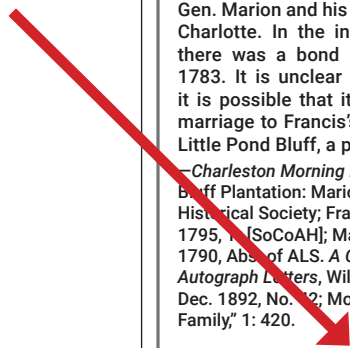 Gen. Marion and his
Charlotte. In the in
there was a bond
1783. It is unclear
it is possible that it
marriage to Francis'
Little Pond Bluff, a p
—Charleston Morning
Bluff Plantation: Mario
Historical Society; Fra
1795, [SoCoAH]; Ma
1790, Abs. of ALS. A C
Autograph Letters, Wil
Dec. 1892, No. 2; Mo
Family," 1: 420.